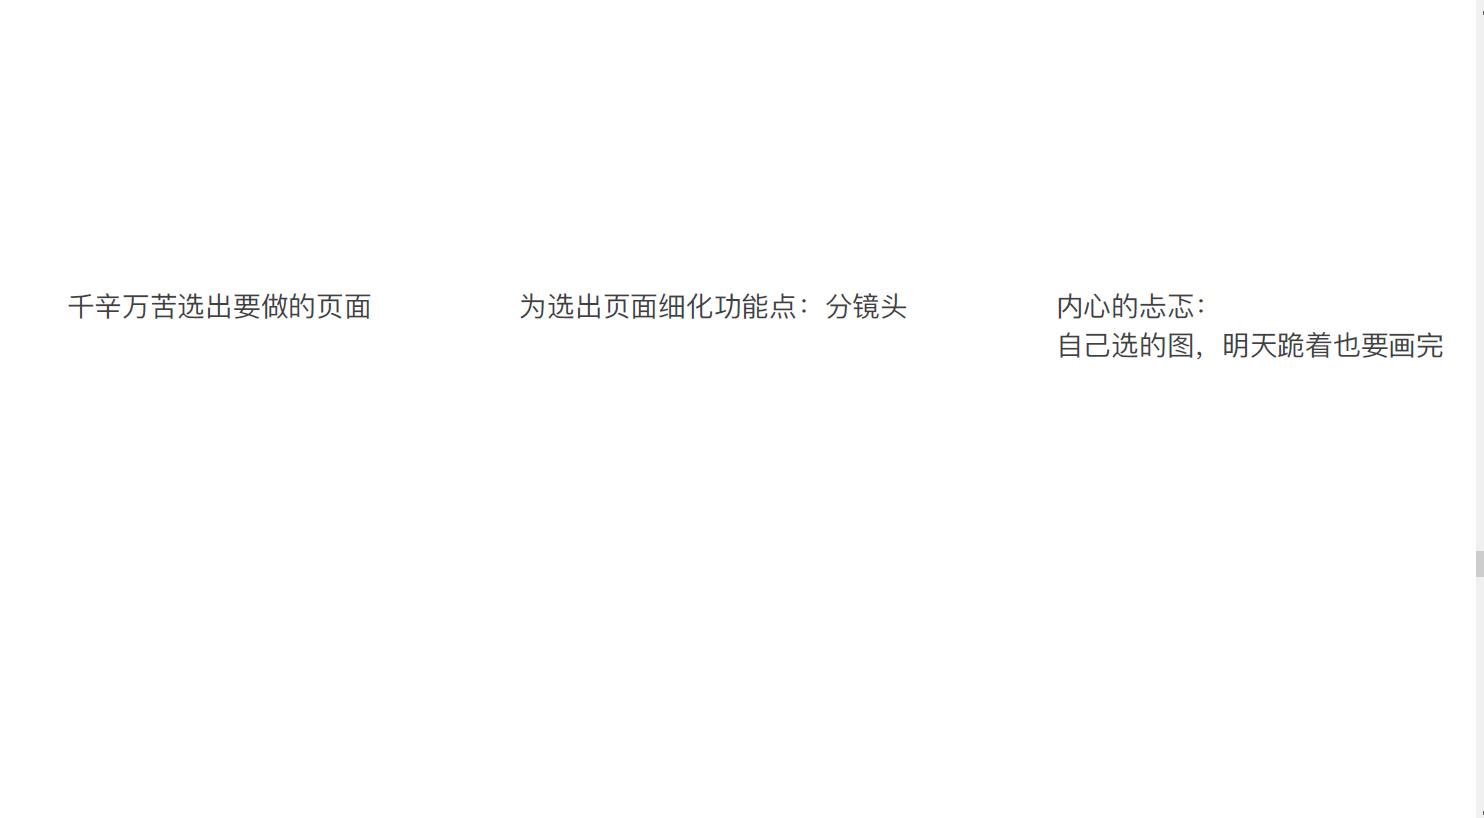 千辛万苦选出要做的页面
为选出页面细化功能点：分镜头
内心的忐忑：
自己选的图，明天跪着也要画完